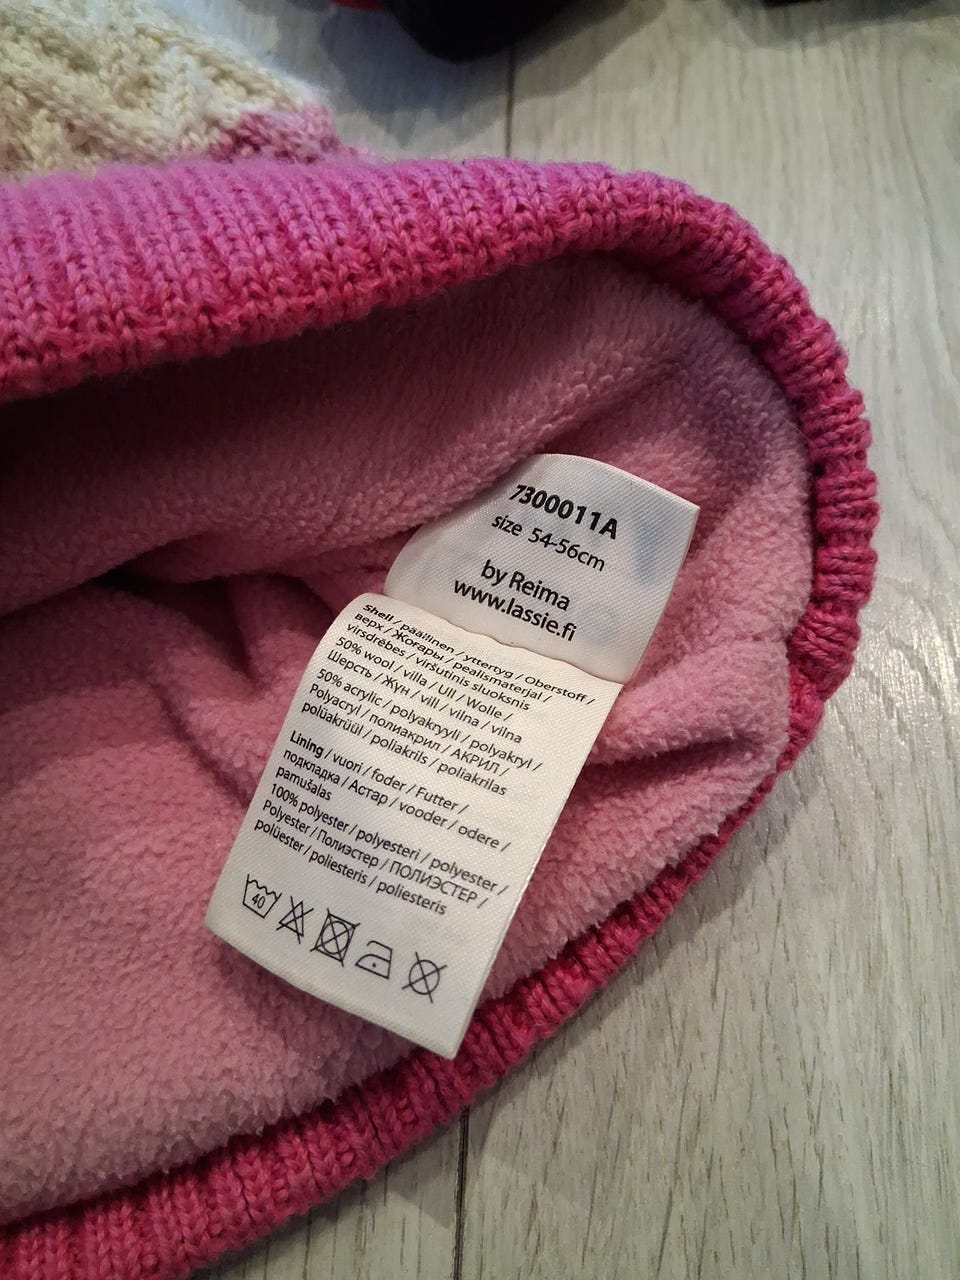 7300011A
size 54-56cm
by Reima
www.lassie.fi
Shell / päällinen / yttertyg / Oberstoff /
верх / Жоғары / pealismaterjal /
virsdrēbes / viršutinis sluoksnis
50% wool / villa / Ull / Wolle /
Шерсть / Жүн / vill / vilna / vilna
50% acrylic / polyakryyli / polyakryl /
Polyacryl / полиакрил / АКРИЛ /
polüakrüül / poliakrils / poliakrilas
Lining / vuori / foder / Futter /
подкладка / Астар / vooder / odere /
pamušalas
100% polyester / polyesteri / polyester /
Polyester / Полиэстер / ПОЛИЭСТЕР /
polüester / poliesteris / poliesteris
40